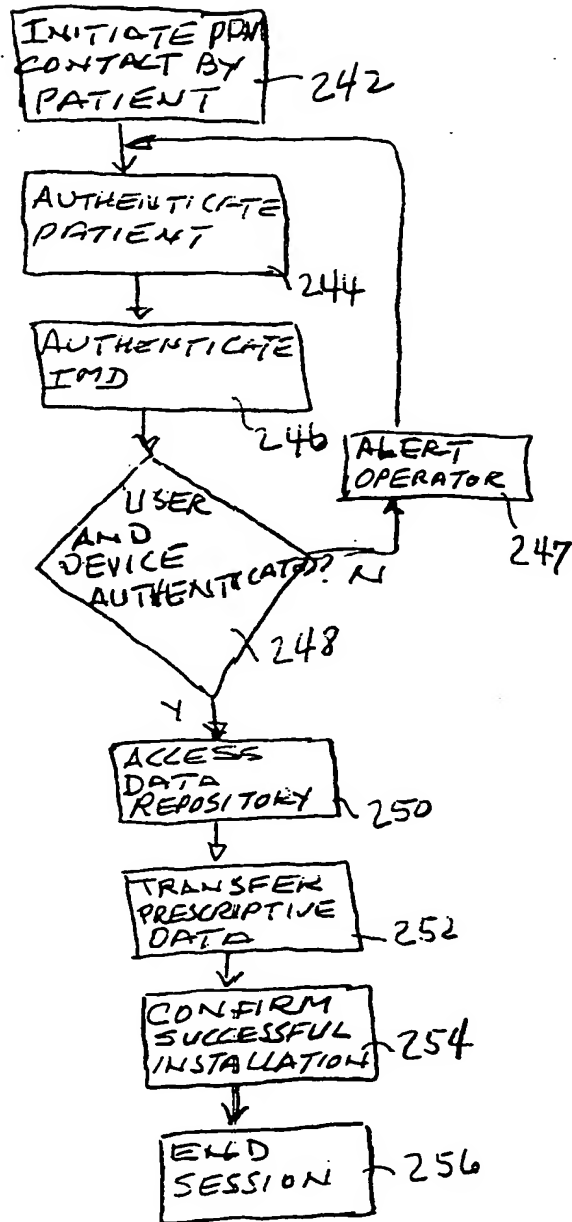 INITIATE PDN
CONTACT BY
PATIENT
242
AUTHENTICATE
PATIENT
244
AUTHENTICATE
IMD
246
ALERT
OPERATOR
247
USER
AND
DEVICE
AUTHENTICATED?
N
248
Y
ACCESS
DATA
REPOSITORY
250
TRANSFER
PRESCRIPTIVE
DATA
252
CONFIRM
SUCCESSFUL
INSTALLATION
254
END
SESSION
256